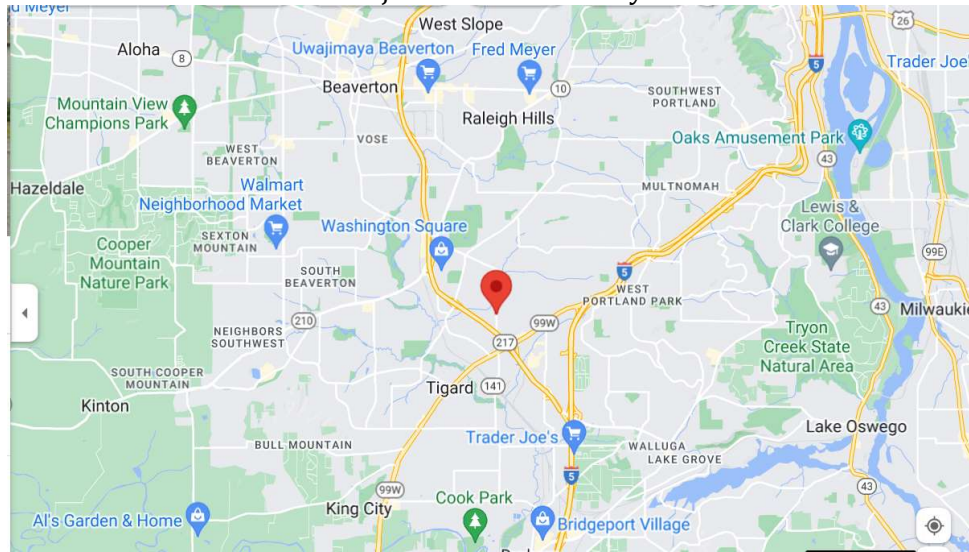 West Slope
26
Aloha
8
Uwajimaya Beaverton
Fred Meyer
5
Trader Joe's
Beaverton
10
Mountain View
Champions Park
SOUTHWEST
PORTLAND
Raleigh Hills
VOSE
Oaks Amusement Park
WEST
BEAVERTON
43
Hazeldale
Walmart
Neighborhood Market
MULTNOMAH
Lewis &
Clark College
Washington Square
SEXTON
MOUNTAIN
Cooper
Mountain
Nature Park
99E
SOUTH
BEAVERTON
5
WEST
PORTLAND PARK
43
Milwaukie
210
99W
NEIGHBORS
SOUTHWEST
217
Tryon
Creek State
Natural Area
SOUTH COOPER
MOUNTAIN
Tigard
141
Kinton
Lake Oswego
Trader Joe's
BULL MOUNTAIN
WALLUGA
LAKE GROVE
5
43
99W
Cook Park
King City
Al's Garden & Home
Bridgeport Village